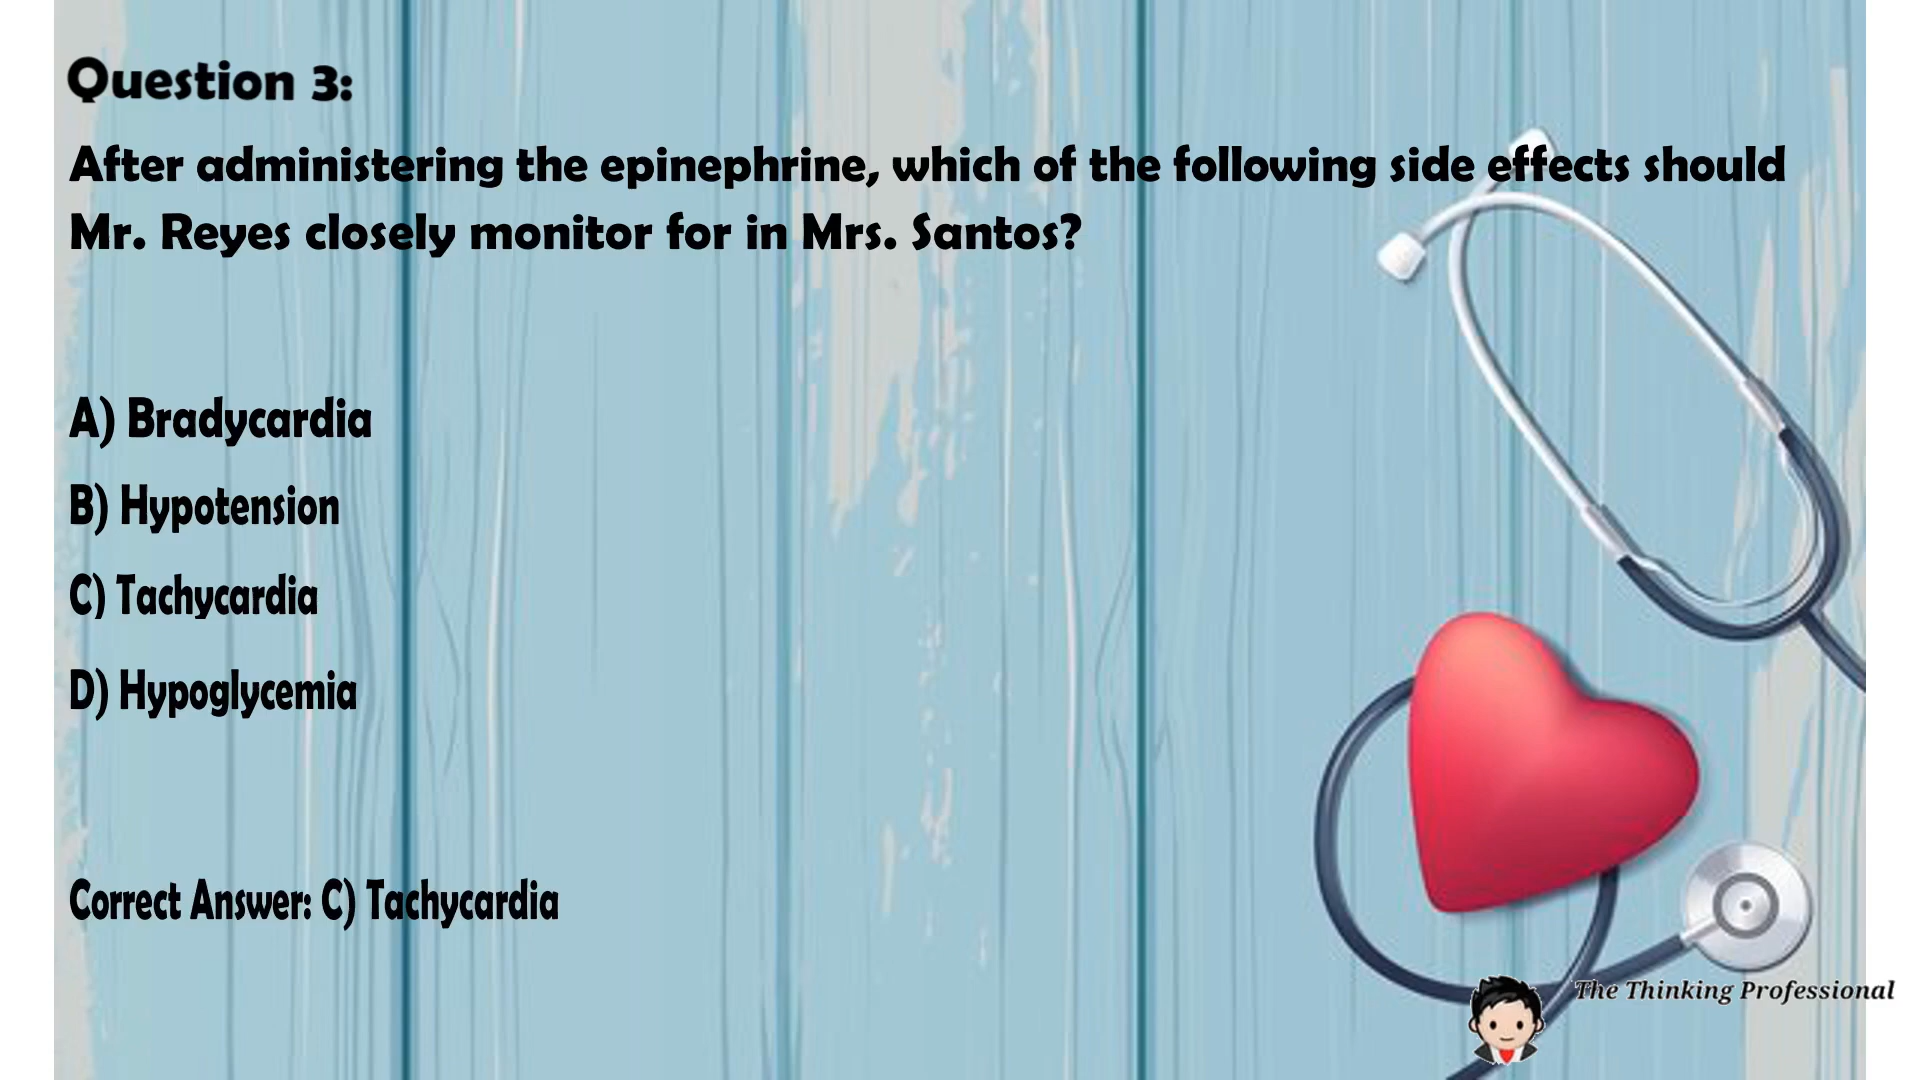 Question 3:
After administering the epinephrine, which of the following side effects should
Mr. Reyes closely monitor for in Mrs. Santos?
A) Bradycardia
B) Hypotension
C) Tachycardia
D) Hypoglycemia
Correct Answer: C) Tachycardia
The Thinking Professional